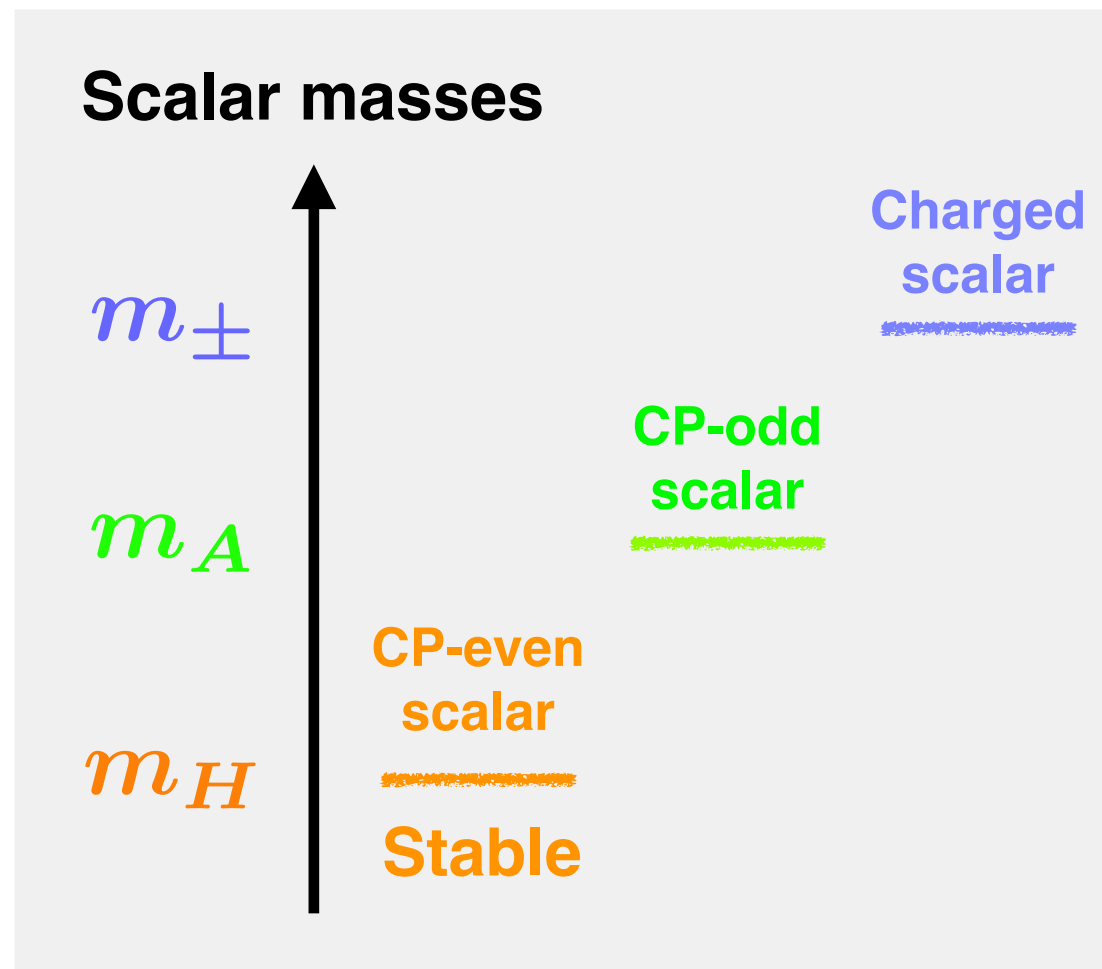 Scalar masses
Charged
scalar
m±
CP-odd
scalar
mA
CP-even
scalar
mH
Stable